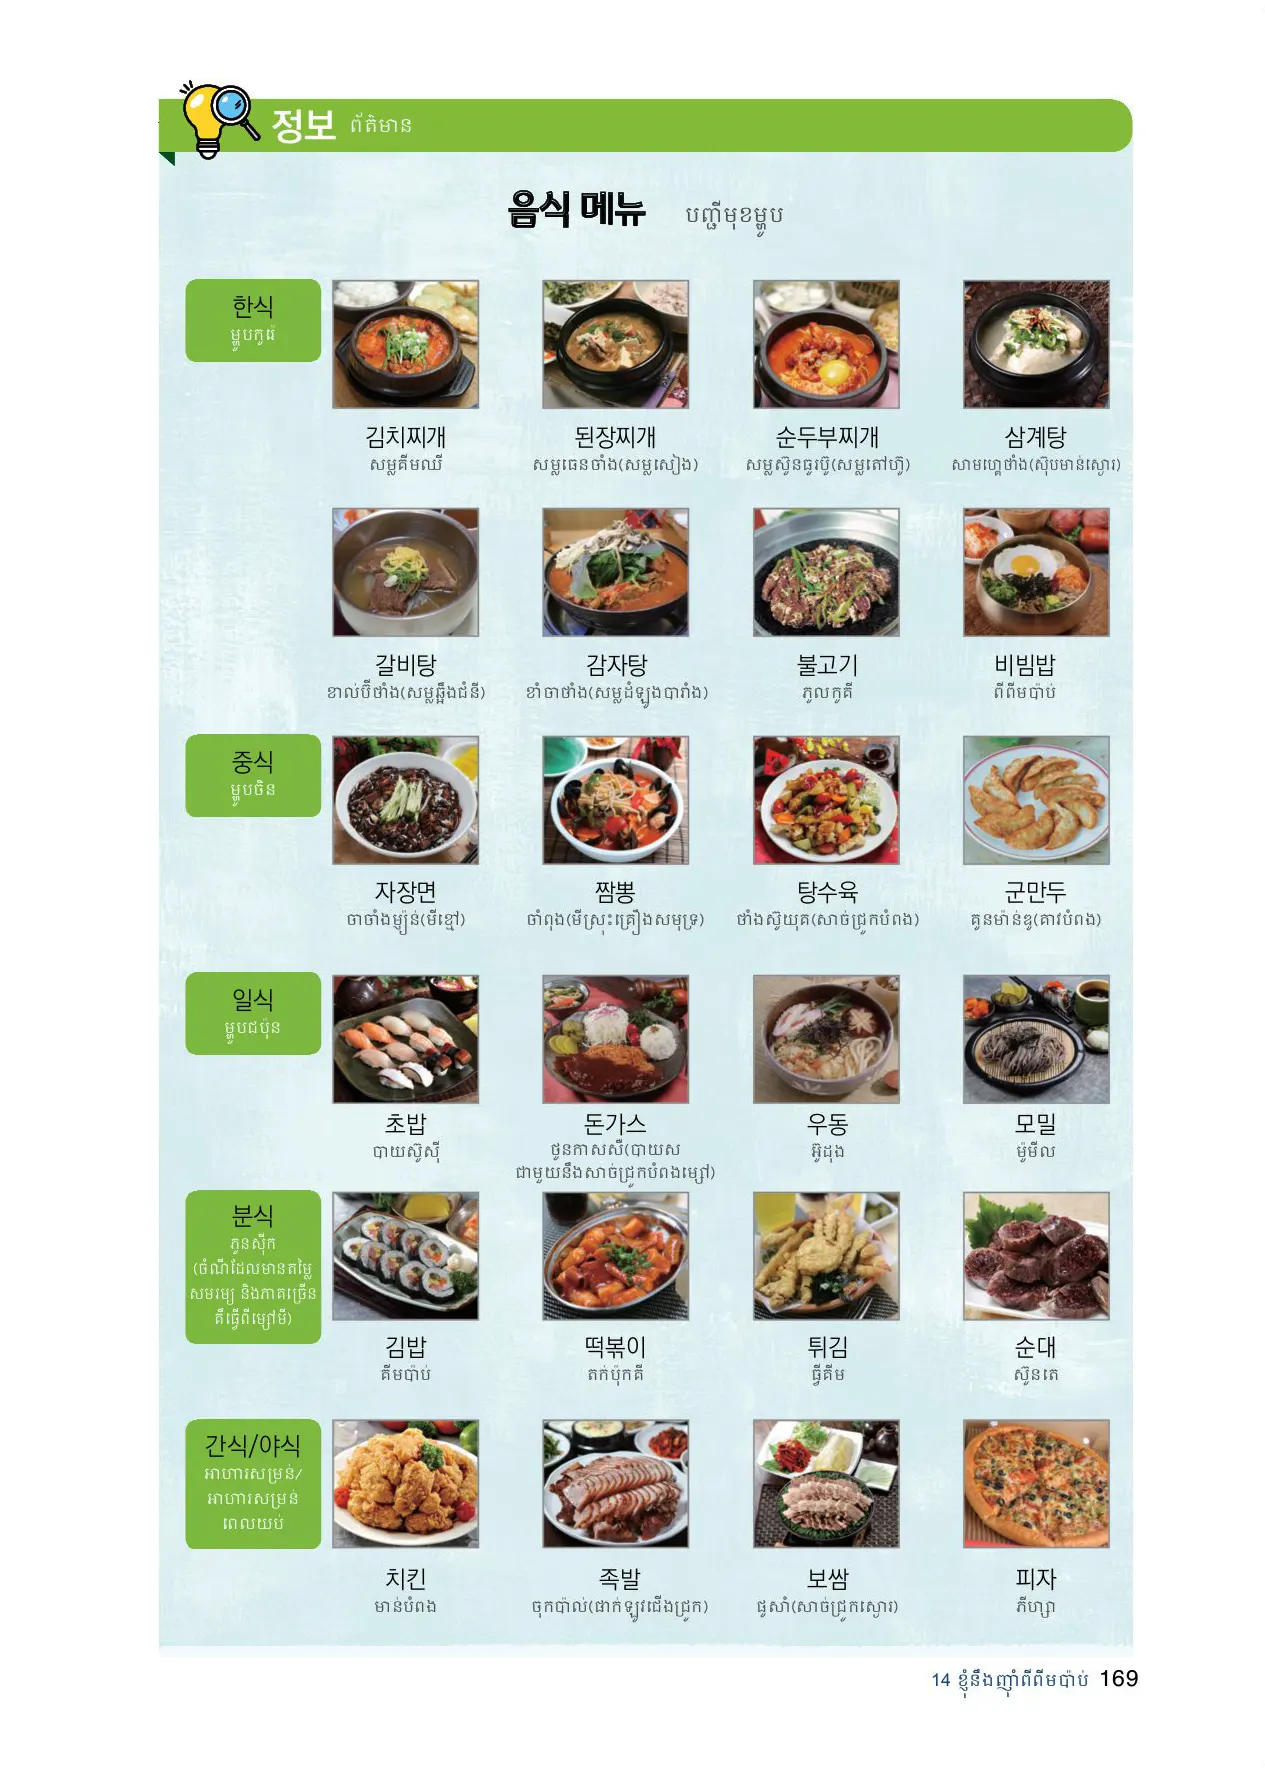 정보 ព័ត៌មាន
음식 메뉴 បញ្ជីមុខម្ហូប
한식
ម្ហូបកូរ៉េ
김치찌개 된장찌개 순두부찌개 삼계탕
សម្លគីមឈី សម្លធេនចាំង(សម្លសៀង) សម្លស៊ូនធូរប៊ូ(សម្លតៅហ៊ូ) សាមហ្គេថាំង(ស៊ុបមាន់ស្ងោរ)
갈비탕 감자탕 불고기 비빔밥
ខាល់ប៊ីថាំង(សម្លឆ្អឹងជំនី) ខាំចាថាំង(សម្លដំឡូងបារាំង) ភូលកូគី ពីពីមប៉ាប់
중식
ម្ហូបចិន
자장면 짬뽕 탕수육 군만두
ចាចាំងម្យ៉ុន(មីខ្មៅ) ចាំពុង(មីស្រុះគ្រឿងសមុទ្រ) ថាំងស៊ូយុគ(សាច់ជ្រូកបំពង) គូនម៉ាន់ឌូ(គាវបំពង)
일식
ម្ហូបជប៉ុន
초밥 돈가스 우동 모밀
បាយស៊ូស៊ី ថូនកាសសឺ(បាយស អ៊ូដុង ម៉ូមីល
ជាមួយនឹងសាច់ជ្រូកបំពងម្សៅ)
분식
ភូនស៊ីក
(ចំណីដែលមានតម្លៃ
សមរម្យ និងភាគច្រើន
គឺធ្វើពីម្សៅមី)
김밥 떡볶이 튀김 순대
គីមប៉ាប់ តក់ប៉ុកគី ធ្វីគីម ស៊ូនតេ
간식/야식
អាហារសម្រន់/
អាហារសម្រន់
ពេលយប់
치킨 족발 보쌈 피자
មាន់បំពង ចុកប៉ាល់(ផាក់ឡូវជើងជ្រូក) ផូសាំ(សាច់ជ្រូកស្ងោរ) ភីហ្សា
14 ខ្ញុំនឹងញ៉ាំពីពីមប៉ាប់ 169